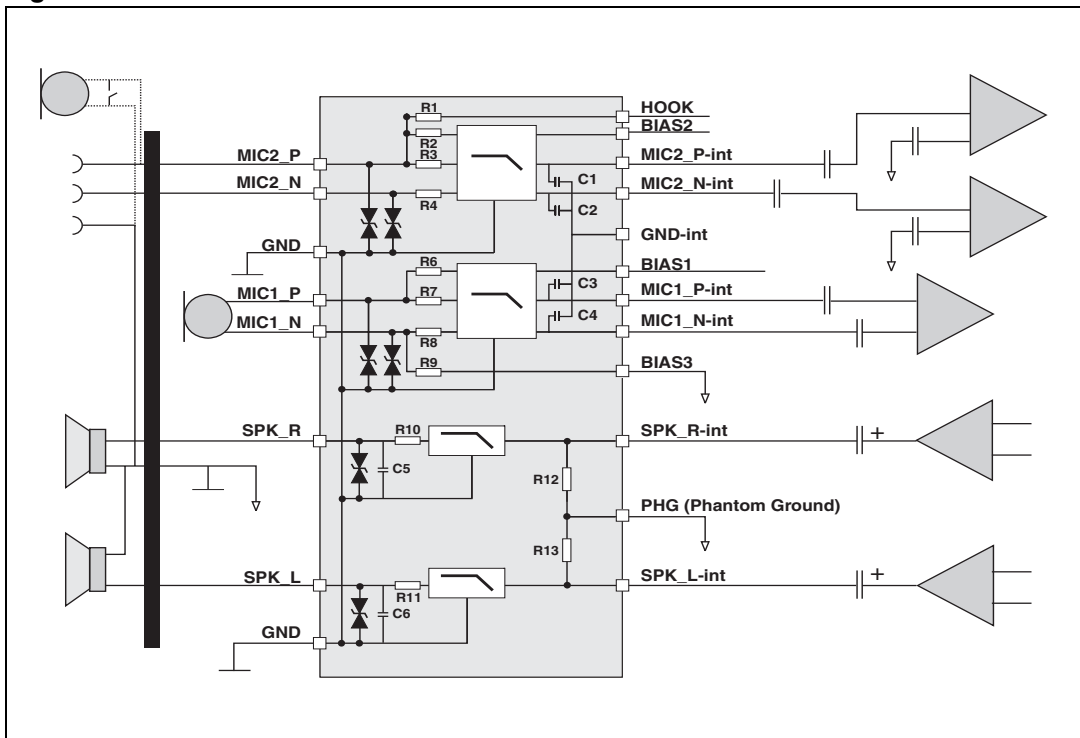 R1
HOOK
R2
BIAS2
MIC2_P
R3
MIC2_P-int
MIC2_N
R4
C1
MIC2_N-int
C2
GND
GND-int
R6
BIAS1
MIC1_P
R7
C3
MIC1_P-int
MIC1_N
R8
C4
MIC1_N-int
R9
BIAS3
SPK_R
R10
SPK_R-int
+
C5
R12
PHG (Phantom Ground)
R13
SPK_L
R11
SPK_L-int
+
C6
GND